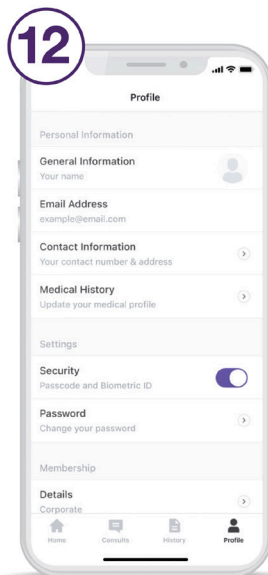 12
Profile
Personal Information
General Information
Your name
Email Address
example@email.com
Contact Information
Your contact number & address
Medical History
Update your medical profile
Settings
Security
Passcode and Biometric ID
Password
Change your password
Membership
Details
Corporate
Home Consults History Profile